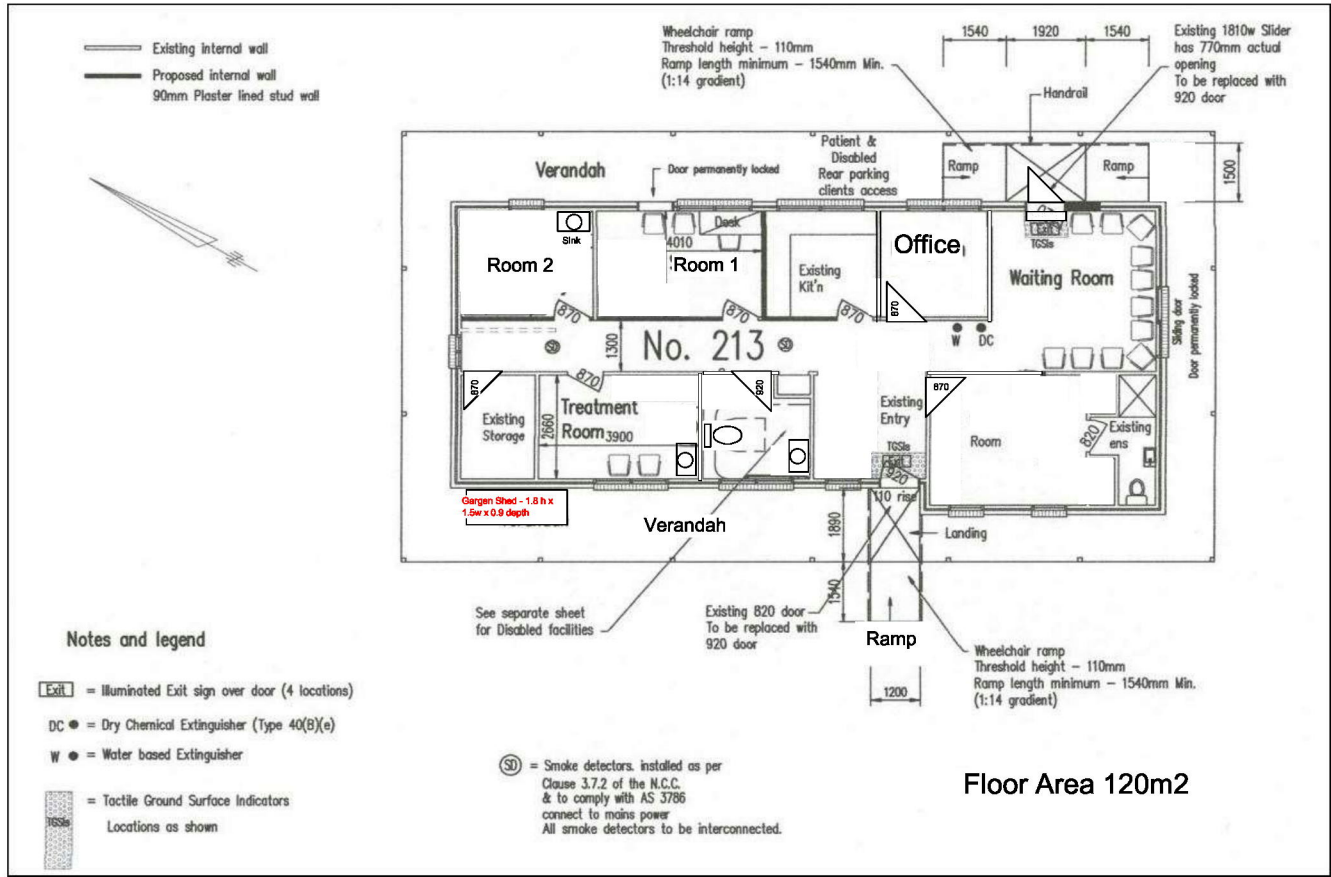 Existing internal wall
Proposed internal wall
90mm Plaster lined stud wall
Wheelchair ramp
Threshold height - 110mm
Ramp length minimum - 1540mm Min.
(1:14 gradient)
1540
1920
1540
Existing 1810w Slider
has 770mm actual
opening
To be replaced with
920 door
Handrail
Patient &
Disabled
Rear parking
clients access
Verandah
Door permanently locked
Ramp
Ramp
1500
Sink
Desk
4010
Room 2
Room 1
Existing
Kit'n
Office
Exit
TGSIs
Waiting Room
870
870
870
870
W
DC
Sliding door
Door permanently locked
SD
1300
No. 213
SD
870
870
920
870
Existing
Storage
2660
Treatment
Room
3900
Existing
Entry
TGSIs
Exit
920
Room
820
Existing
ens
Gargen Shed - 1.8 h x
1.5w x 0.9 depth
Verandah
110 rise
1890
Landing
1540
See separate sheet
for Disabled facilities
Existing 820 door
To be replaced with
920 door
Ramp
1200
Wheelchair ramp
Threshold height - 110mm
Ramp length minimum - 1540mm Min.
(1:14 gradient)
Notes and legend
Exit = Illuminated Exit sign over door (4 locations)
DC ● = Dry Chemical Extinguisher (Type 40(B)(e)
W ● = Water based Extinguisher
TGSIs = Tactile Ground Surface Indicators
Locations as shown
SD = Smoke detectors. installed as per
Clause 3.7.2 of the N.C.C.
& to comply with AS 3786
connect to mains power
All smoke detectors to be interconnected.
Floor Area 120m2